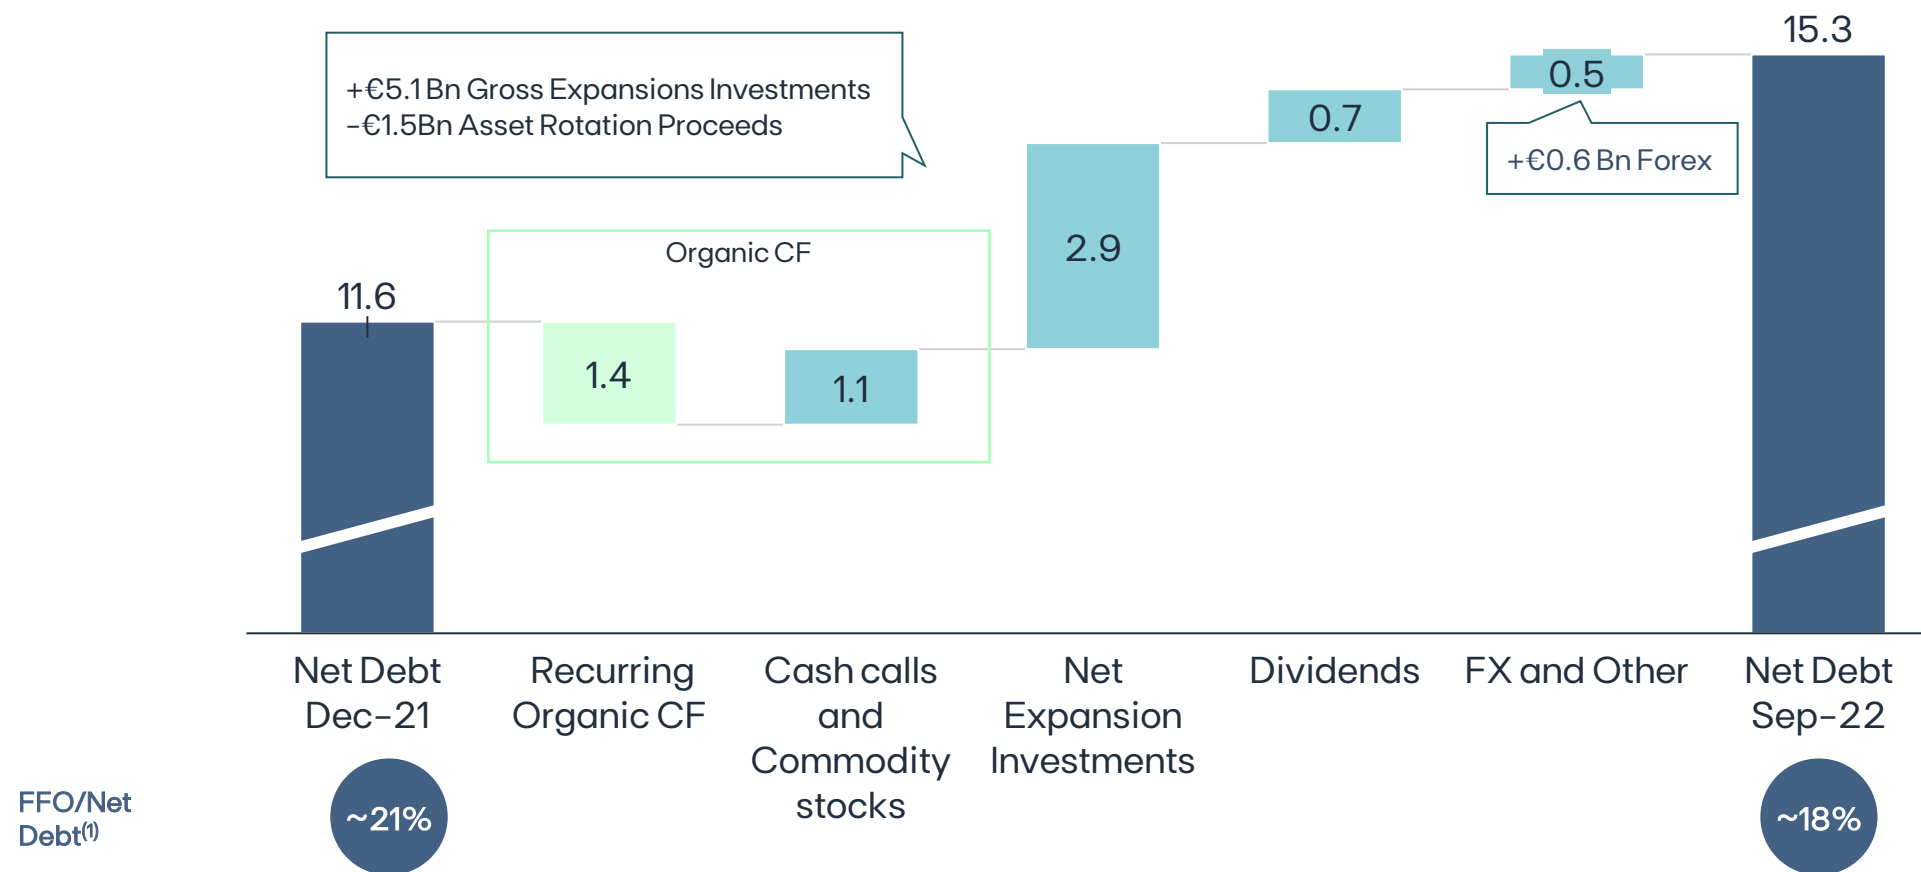 15.3
+€5.1 Bn Gross Expansions Investments
-€1.5Bn Asset Rotation Proceeds
0.5
0.7
+€0.6 Bn Forex
2.9
Organic CF
11.6
1.4
1.1
Net Debt
Dec-21
Recurring
Organic CF
Cash calls
and
Commodity
stocks
Net
Expansion
Investments
Dividends
FX and Other
Net Debt
Sep-22
FFO/Net
Debt(1)
~21%
~18%